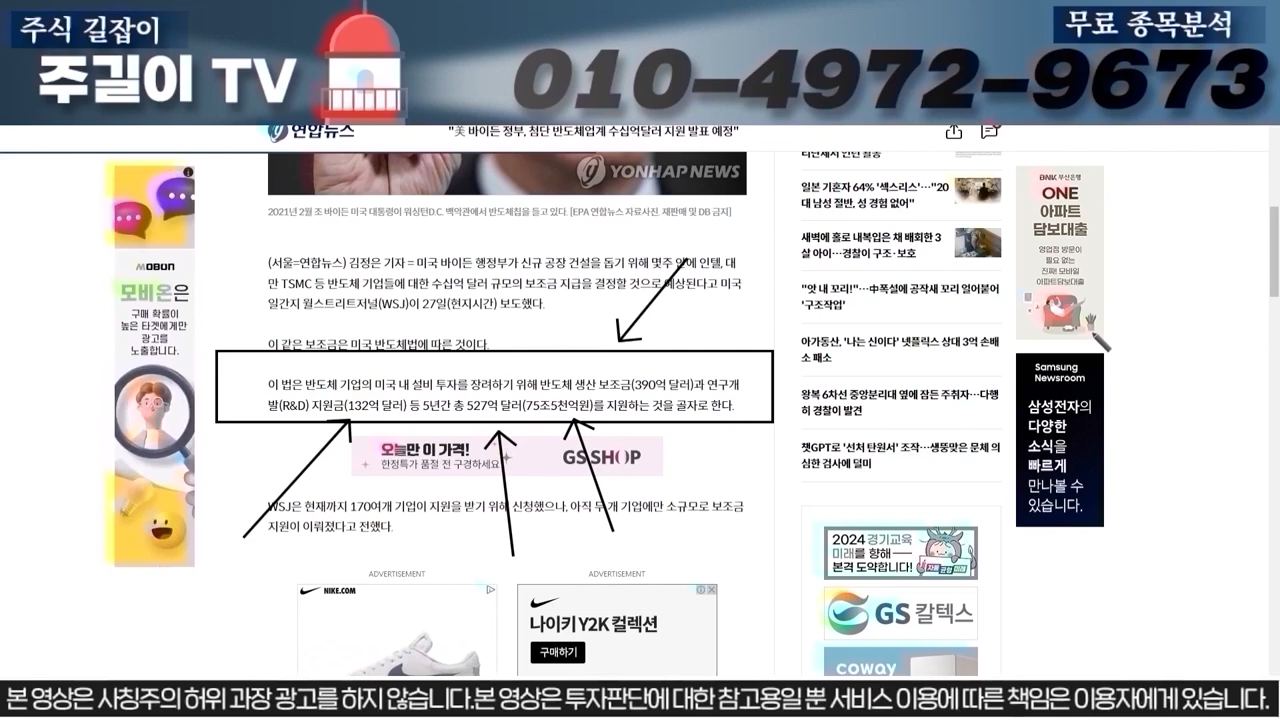 주식 길잡이
주길이 TV
무료 종목분석
010-4972-9673
연합뉴스
"美 바이든 정부, 첨단 반도체업계 수십억달러 지원 발표 예정"
YONHAP NEWS
2021년 2월 조 바이든 미국 대통령이 워싱턴D.C. 백악관에서 반도체칩을 들고 있다. [EPA 연합뉴스 자료사진. 재판매 및 DB 금지]
(서울=연합뉴스) 김정은 기자 = 미국 바이든 행정부가 신규 공장 건설을 돕기 위해 몇주 안에 인텔, 대
만 TSMC 등 반도체기업들에 대한 수십억 달러 규모의 보조금 지급을 결정할 것으로 예상된다고 미국
일간지 월스트리트저널(WSJ)이 27일(현지시간) 보도했다.
이 같은 보조금은 미국 반도체법에 따른 것이다.
이 법은 반도체 기업의 미국 내 설비 투자를 장려하기 위해 반도체 생산 보조금(390억 달러)과 연구개
발(R&D) 지원금(132억 달러) 등 5년간 총 527억 달러(75조5천억원)를 지원하는 것을 골자로 한다.
오늘만 이 가격!
한정특가 품절 전 구경하세요
GS SHOP
WSJ은 현재까지 170여개 기업이 지원을 받기 위해 신청했으나, 아직 두 개 기업에만 소규모로 보조금
지원이 이뤄졌다고 전했다.
ADVERTISEMENT
NIKE.COM
ADVERTISEMENT
나이키 Y2K 컬렉션
구매하기
MOBON
모비온은
구매 확률이
높은 타겟에게만
광고를
노출합니다.
일본 기혼자 64% '섹스리스'…"20
대 남성 절반, 성 경험 없어"
새벽에 홀로 내복입은 채 배회한 3
살 아이…경찰이 구조·보호
"앗 내 꼬리!"…中폭설에 공작새 꼬리 얼어붙어
'구조작업'
아가동산, '나는 신이다' 넷플릭스 상대 3억 손배
소 패소
왕복 6차선 중앙분리대 옆에 잠든 주취자…다행
히 경찰이 발견
챗GPT로 '선처 탄원서' 조작…생뚱맞은 문체 의
심한 검사에 덜미
2024 경기교육
미래를 향해
본격 도약합니다!
자율 균형 미래
GS 칼텍스
coway
BNK 부산은행
ONE
아파트
담보대출
영업점 방문이
필요 없는
진짜! 모바일
아파트담보대출
Samsung
Newsroom
삼성전자의
다양한
소식을
빠르게
만나볼 수
있습니다.
본 영상은 사칭주의 허위 과장 광고를 하지 않습니다.본 영상은 투자판단에 대한 참고용일 뿐 서비스 이용에 따른 책임은 이용자에게 있습니다.